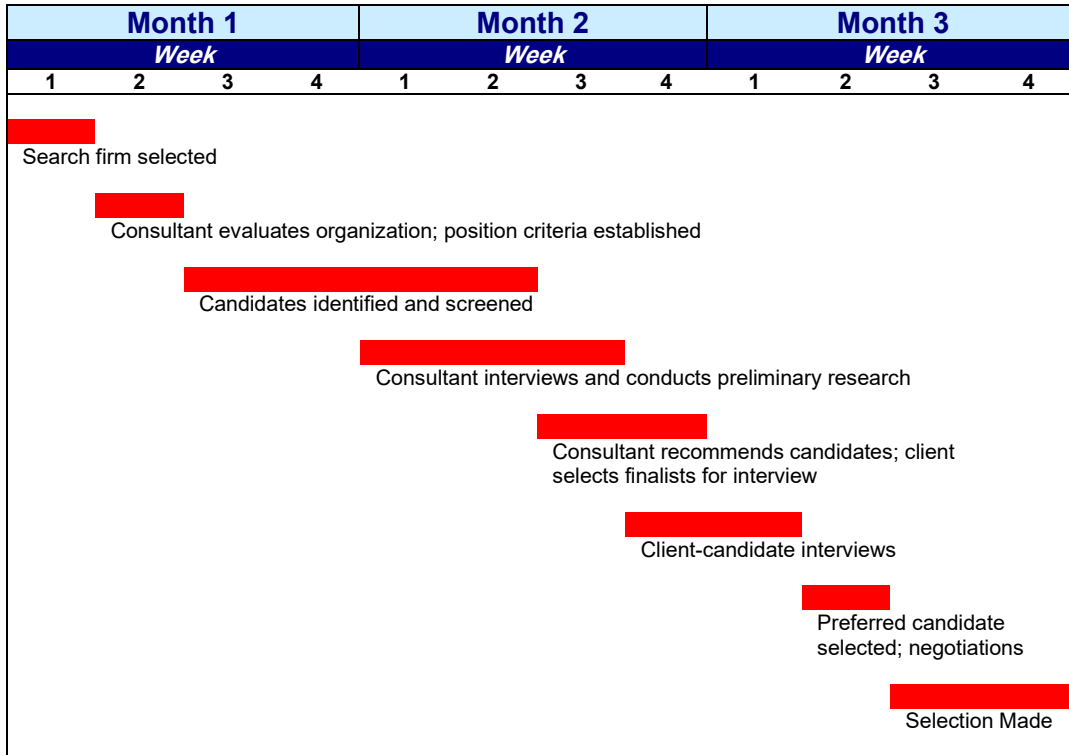 Month 1 Month 2 Month 3
Week Week Week
1 2 3 4 1 2 3 4 1 2 3 4
Search firm selected
Consultant evaluates organization; position criteria established
Candidates identified and screened
Consultant interviews and conducts preliminary research
Consultant recommends candidates; client
selects finalists for interview
Client-candidate interviews
Preferred candidate
selected; negotiations
Selection Made